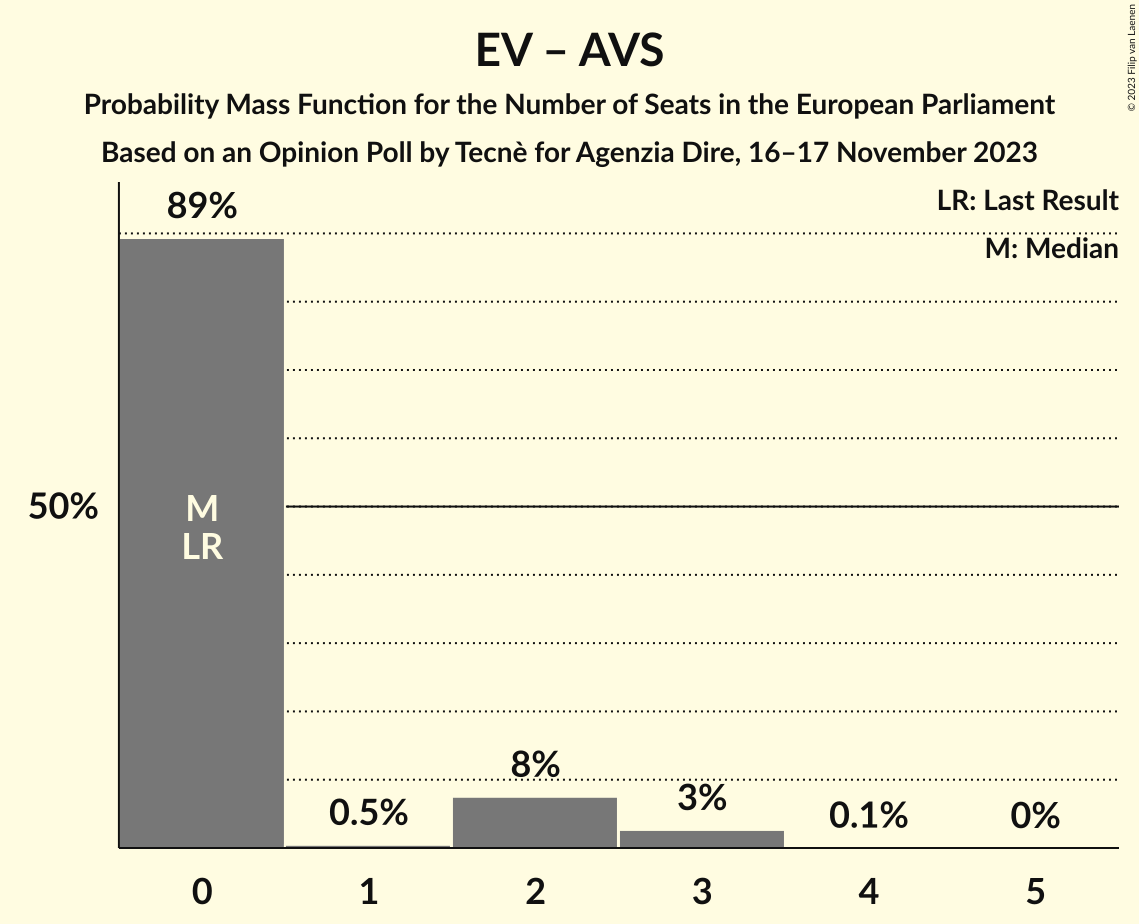 EV – AVS
Probability Mass Function for the Number of Seats in the European Parliament
Based on an Opinion Poll by Tecnè for Agenzia Dire, 16–17 November 2023
© 2023 Filip van Laenen
LR: Last Result
M: Median
89%
50%
M
LR
0.5%
8%
3%
0.1%
0%
0 1 2 3 4 5